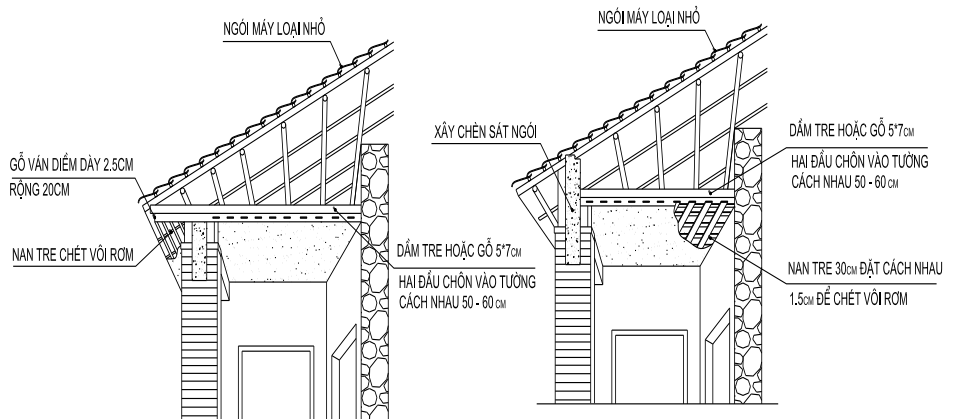 NGÓI MÁY LOẠI NHỎ
GỖ VÁN DIỀM DÀY 2.5CM
RỘNG 20CM
NAN TRE CHÉT VÔI RƠM
DẦM TRE HOẶC GỖ 5*7CM
HAI ĐẦU CHÔN VÀO TƯỜNG
CÁCH NHAU 50 - 60 CM
NGÓI MÁY LOẠI NHỎ
XÂY CHÈN SÁT NGÓI
DẦM TRE HOẶC GỖ 5*7CM
HAI ĐẦU CHÔN VÀO TƯỜNG
CÁCH NHAU 50 - 60 CM
NAN TRE 30CM ĐẶT CÁCH NHAU
1.5CM ĐỂ CHÉT VÔI RƠM